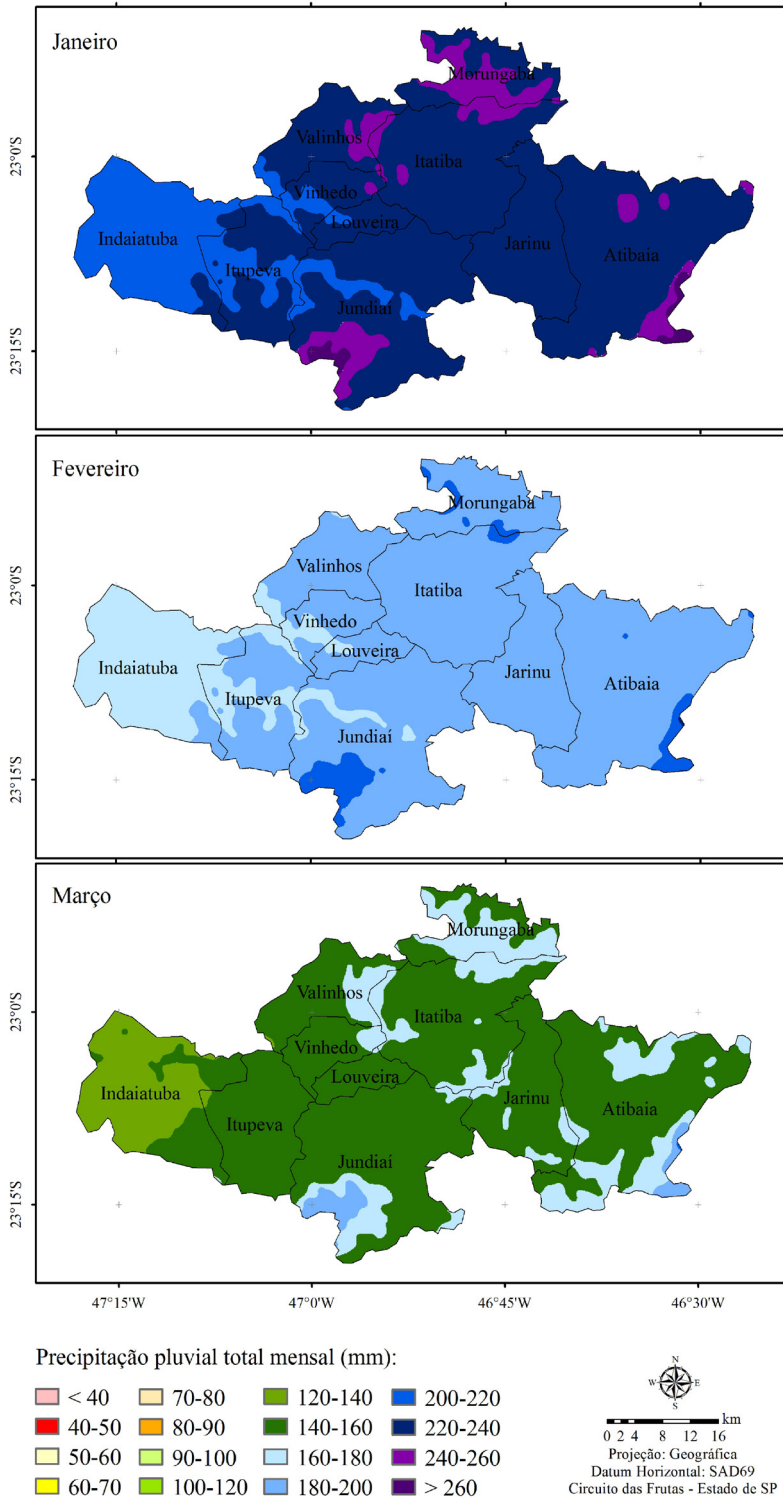 Janeiro
Morungaba
Valinhos
Itatiba
Vinhedo
Louveira
Indaiatuba
Itupeva
Jarinu
Atibaia
Jundiaí
23°0'S
23°15'S
Fevereiro
Morungaba
Valinhos
Itatiba
Vinhedo
Louveira
Indaiatuba
Itupeva
Jarinu
Atibaia
Jundiaí
23°0'S
23°15'S
Março
Morungaba
Valinhos
Itatiba
Vinhedo
Louveira
Indaiatuba
Itupeva
Jarinu
Atibaia
Jundiaí
23°0'S
23°15'S
47°15'W 47°0'W 46°45'W 46°30'W
Precipitação pluvial total mensal (mm):
< 40 70-80 120-140 200-220
40-50 80-90 140-160 220-240
50-60 90-100 160-180 240-260
60-70 100-120 180-200 > 260
N
W E
S
km
0 2 4 8 12 16
Projeção: Geográfica
Datum Horizontal: SAD69
Circuito das Frutas - Estado de SP